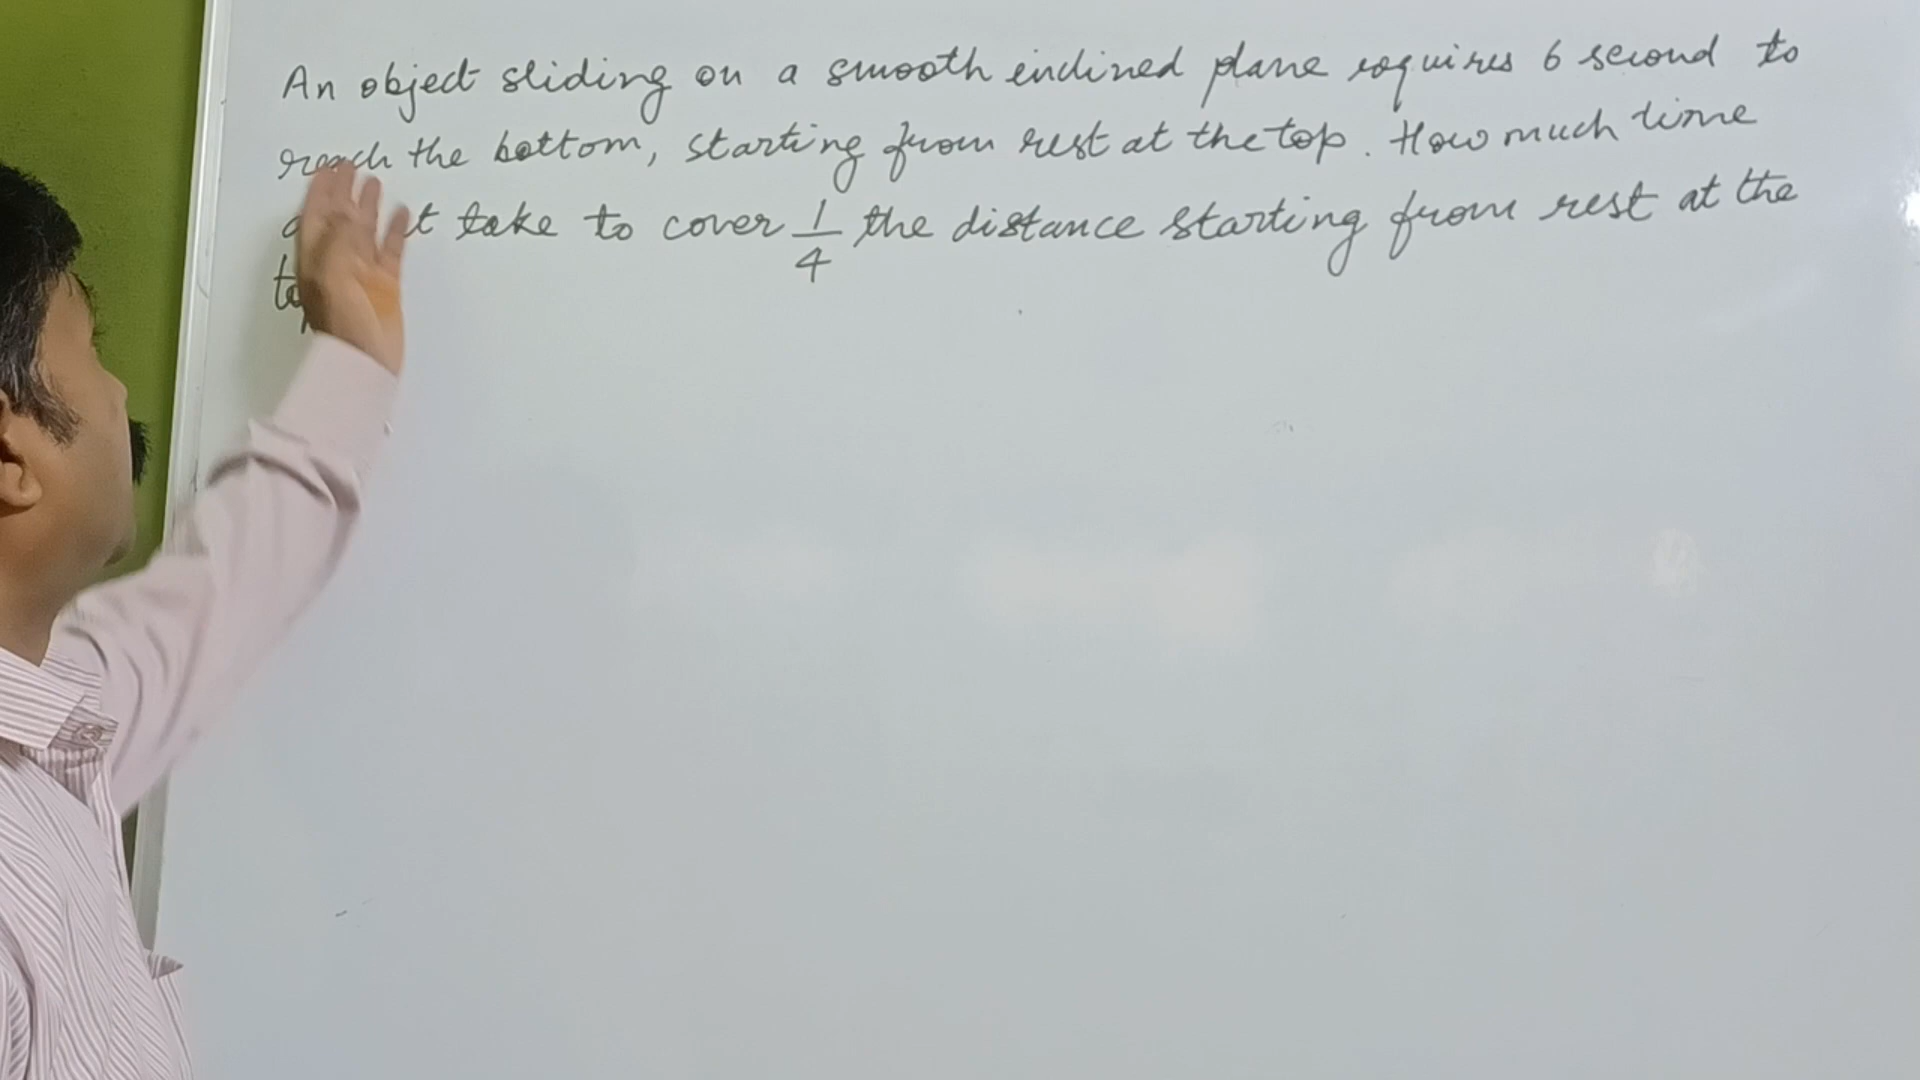 An object sliding on a smooth inclined plane requires 6 second to
reach the bottom, starting from rest at the top. How much time
take to cover 1/4 the distance starting from rest at the